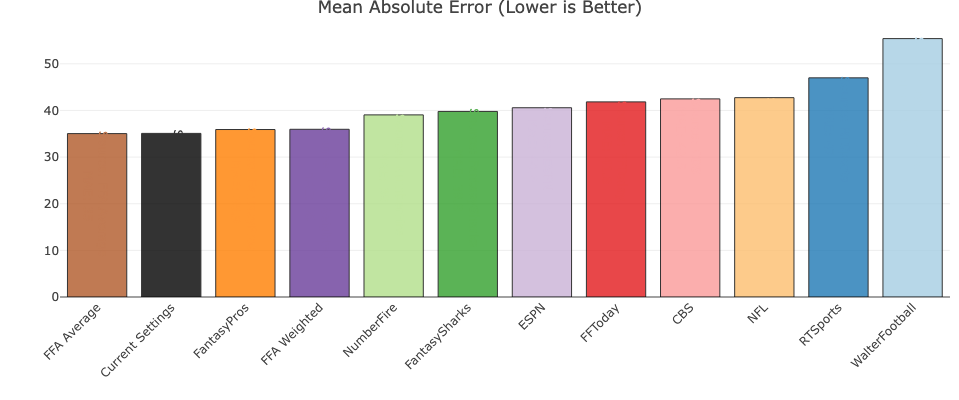 Mean Absolute Error (Lower is Better)
50
40
30
20
10
0
FFA Average
Current Settings
FantasyPros
FFA Weighted
NumberFire
FantasySharks
ESPN
FFToday
CBS
NFL
RTSports
WalterFootball